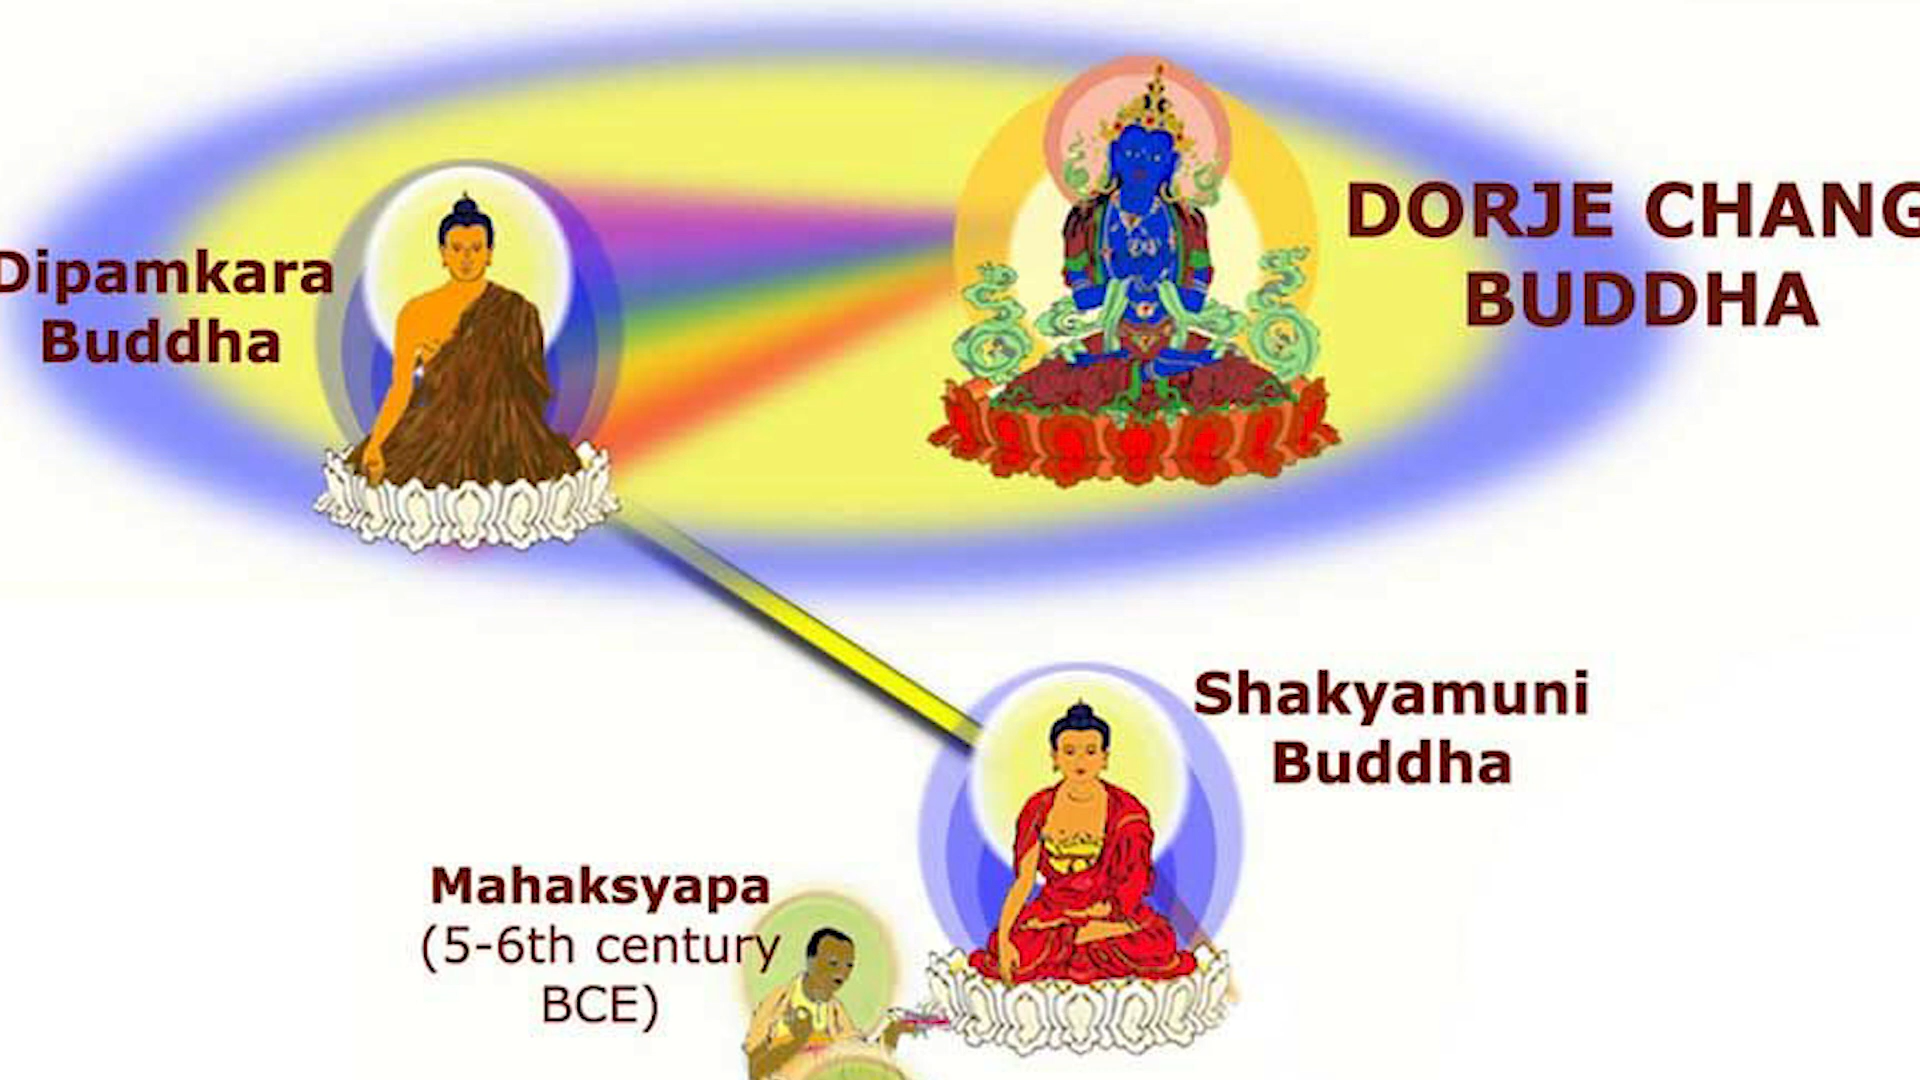 DORJE CHANG
BUDDHA
Dipamkara
Buddha
Shakyamuni
Buddha
Mahaksyapa
(5-6th century
BCE)